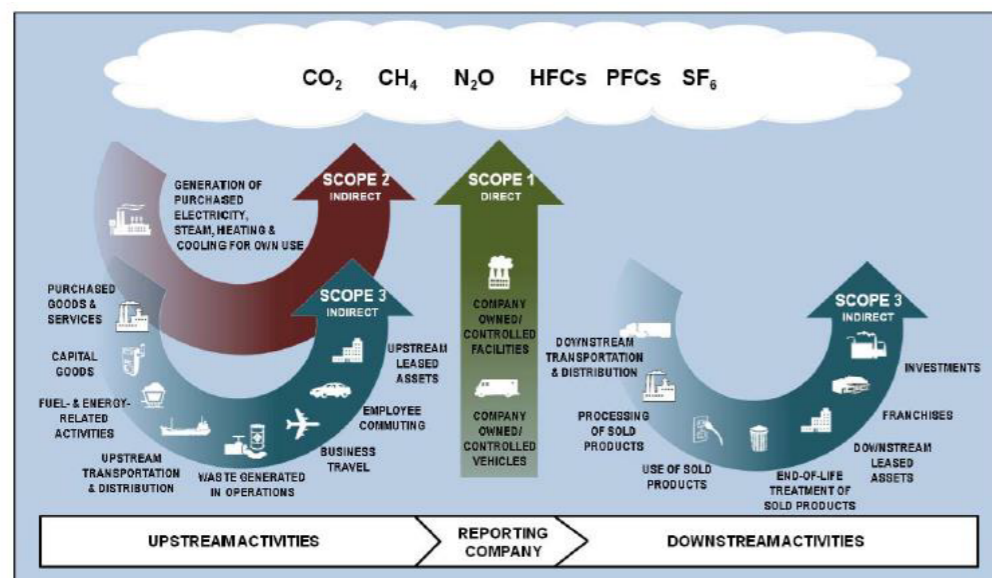 CO₂ CH₄ N₂O HFCs PFCs SF₆
SCOPE 2
INDIRECT
GENERATION OF
PURCHASED
ELECTRICITY,
STEAM, HEATING &
COOLING FOR OWN USE
SCOPE 1
DIRECT
COMPANY
OWNED/
CONTROLLED
FACILITIES
COMPANY
OWNED/
CONTROLLED
VEHICLES
SCOPE 3
INDIRECT
PURCHASED
GOODS &
SERVICES
CAPITAL
GOODS
FUEL- & ENERGY-
RELATED
ACTIVITIES
UPSTREAM
TRANSPORTATION
& DISTRIBUTION
WASTE GENERATED
IN OPERATIONS
BUSINESS
TRAVEL
EMPLOYEE
COMMUTING
UPSTREAM
LEASED
ASSETS
SCOPE 3
INDIRECT
DOWNSTREAM
TRANSPORTATION
& DISTRIBUTION
PROCESSING
OF SOLD
PRODUCTS
USE OF SOLD
PRODUCTS
END-OF-LIFE
TREATMENT OF
SOLD PRODUCTS
DOWNSTREAM
LEASED
ASSETS
FRANCHISES
INVESTMENTS
UPSTREAM ACTIVITIES
REPORTING
COMPANY
DOWNSTREAM ACTIVITIES